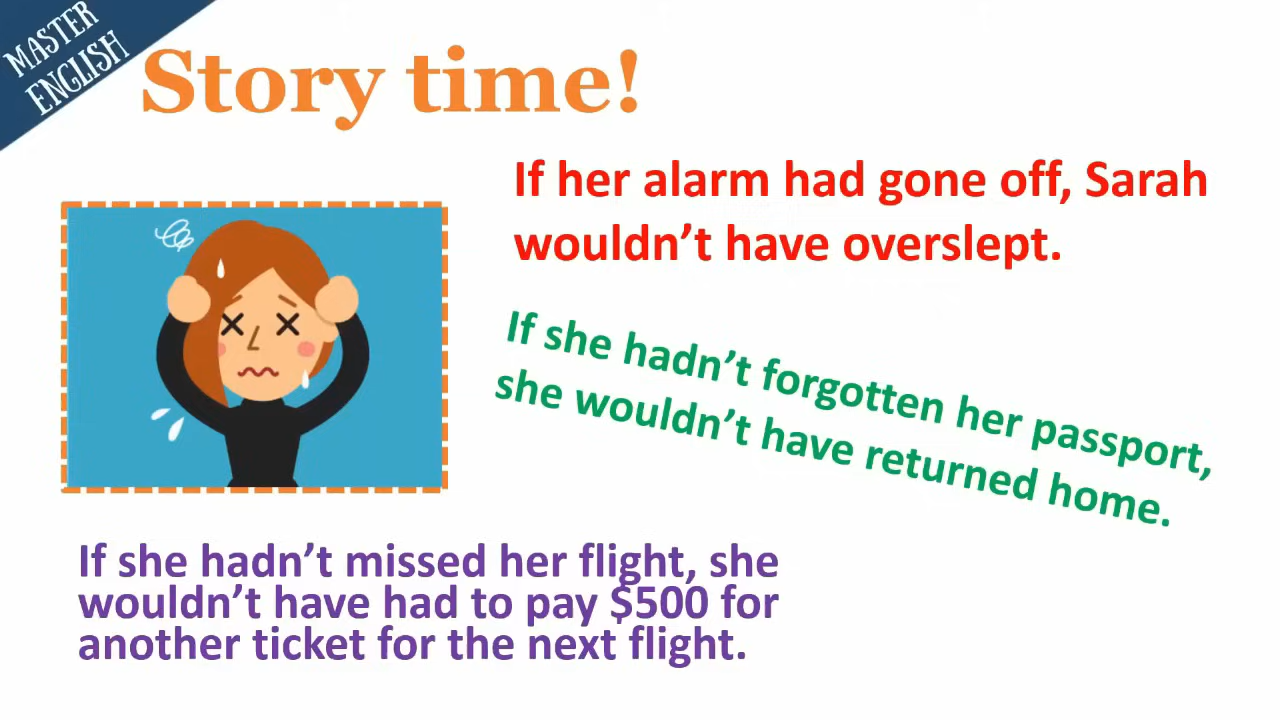 MASTER
ENGLISH
Story time!
If her alarm had gone off, Sarah
wouldn’t have overslept.
If she hadn’t forgotten her passport,
she wouldn’t have returned home.
If she hadn’t missed her flight, she
wouldn’t have had to pay $500 for
another ticket for the next flight.